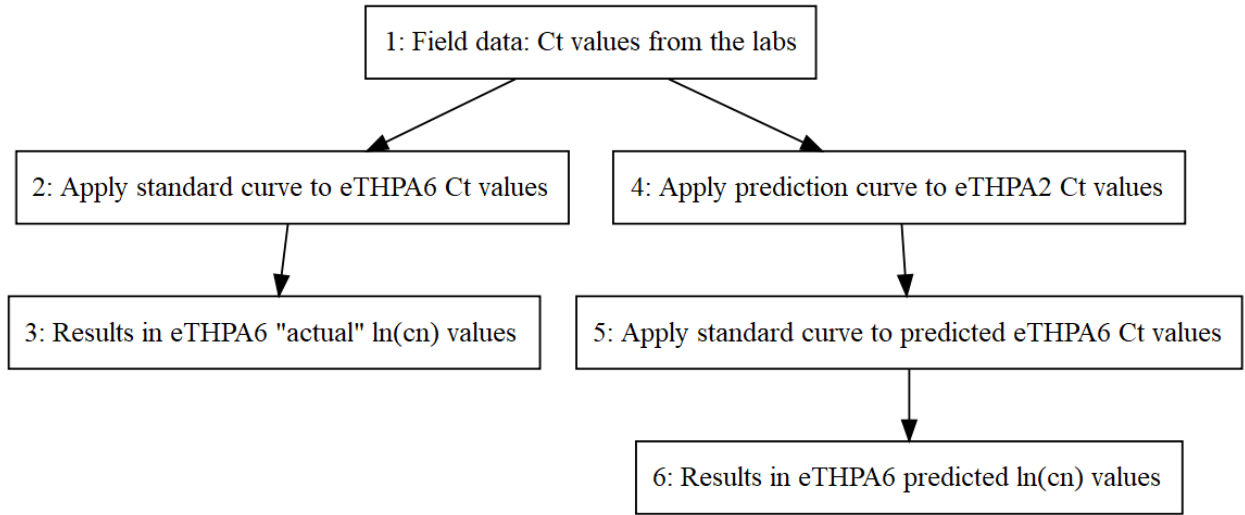 1: Field data: Ct values from the labs
2: Apply standard curve to eTHPA6 Ct values
4: Apply prediction curve to eTHPA2 Ct values
3: Results in eTHPA6 "actual" ln(cn) values
5: Apply standard curve to predicted eTHPA6 Ct values
6: Results in eTHPA6 predicted ln(cn) values